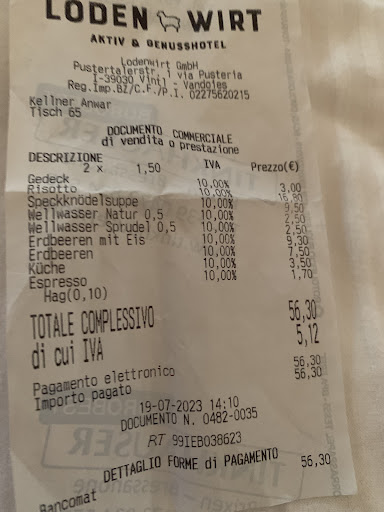 LODEN WIRT
AKTIV & GENUSSHOTEL
Lodenwirt GmbH
Pustertalerstr. 1 via Pusteria
I-39030 Vintl - Vandoies
Reg.Imp.BZ/C.F./P.I. 02275620215
Kellner Anwar
Tisch 65
DOCUMENTO COMMERCIALE
di vendita o prestazione
DESCRIZIONE IVA Prezzo(€)
2 x 1,50
Gedeck 10,00% 3,00
Risotto 10,00% 16,80
Speckknödelsuppe 10,00% 9,50
Wellwasser Natur 0,5 10,00% 2,50
Wellwasser Sprudel 0,5 10,00% 2,50
Erdbeeren mit Eis 10,00% 9,30
Erdbeeren 10,00% 7,50
Küche 10,00% 3,50
Espresso 10,00% 1,70
Hag(0,10)
TOTALE COMPLESSIVO 56,30
di cui IVA 5,12
Pagamento elettronico 56,30
Importo pagato 56,30
19-07-2023 14:10
DOCUMENTO N. 0482-0035
RT 99IEB038623
DETTAGLIO FORME di PAGAMENTO
Bancomat 56,30